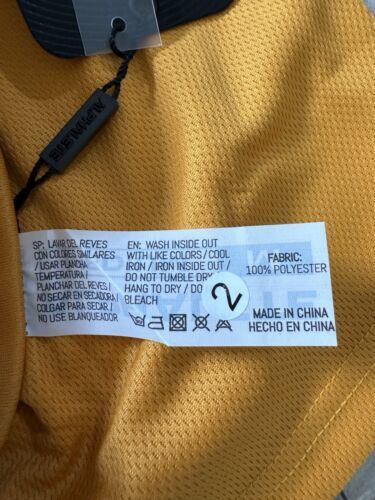 SP: LAVAR DEL REVES
CON COLORES SIMILARES
/ USAR PLANCHA
TEMPERATURA /
PLANCHAR DEL REVES /
NO SECAR EN SECADORA /
COLGAR PARA SECAR /
NO USAR BLANQUEADOR
EN: WASH INSIDE OUT
WITH LIKE COLORS / COOL
IRON / IRON INSIDE OUT /
DO NOT TUMBLE DRY
HANG TO DRY / DO
BLEACH
2
FABRIC:
100% POLYESTER
MADE IN CHINA
HECHO EN CHINA